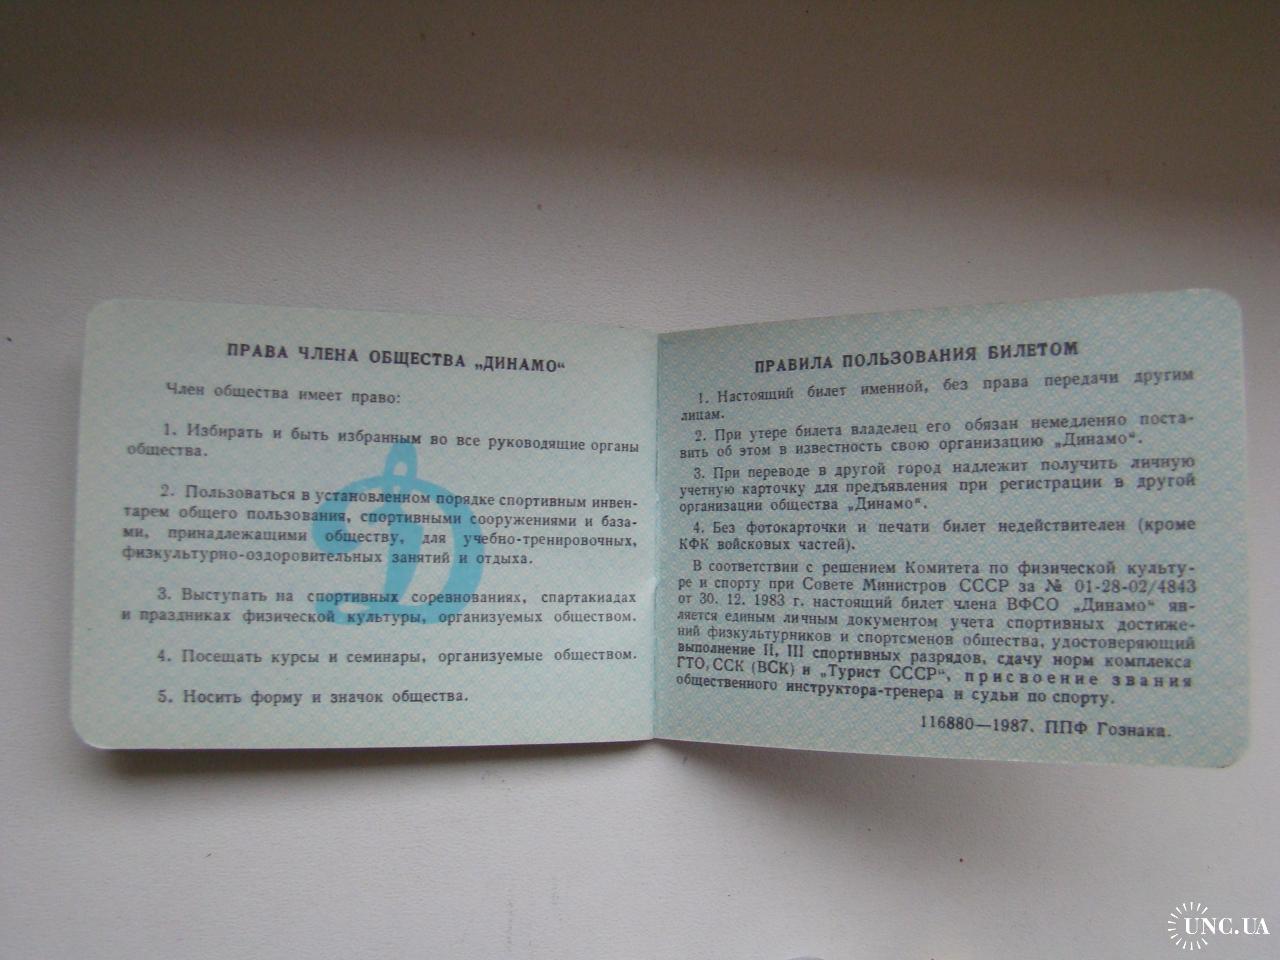 ПРАВА ЧЛЕНА ОБЩЕСТВА „ДИНАМО“
Член общества имеет право:
1. Избирать и быть избранным во все руководящие органы
общества.
2. Пользоваться в установленном порядке спортивным инвен-
тарем общего пользования, спортивными сооружениями и база-
ми, принадлежащими обществу, для учебно-тренировочных,
физкультурно-оздоровительных занятий и отдыха.
3. Выступать на спортивных соревнованиях, спартакиадах
и праздниках физической культуры, организуемых обществом.
4. Посещать курсы и семинары, организуемые обществом.
5. Носить форму и значок общества.
Д
ПРАВИЛА ПОЛЬЗОВАНИЯ БИЛЕТОМ
1. Настоящий билет именной, без права передачи другим
лицам.
2. При утере билета владелец его обязан немедленно поста-
вить об этом в известность свою организацию „Динамо“.
3. При переводе в другой город надлежит получить личную
учетную карточку для предъявления при регистрации в другой
организации общества „Динамо“.
4. Без фотокарточки и печати билет недействителен (кроме
КФК войсковых частей).
В соответствии с решением Комитета по физической культу-
ре и спорту при Совете Министров СССР за № 01-28-02/4843
от 30. 12. 1983 г. настоящий билет члена ВФСО „Динамо“ яв-
ляется единым личным документом учета спортивных достиже-
ний физкультурников и спортсменов общества, удостоверяющий
выполнение II, III спортивных разрядов, сдачу норм комплекса
ГТО, ССК (ВСК) и „Турист СССР“, присвоение звания
общественного инструктора-тренера и судьи по спорту.
116880—1987. ППФ Гознака.
UNC.UA